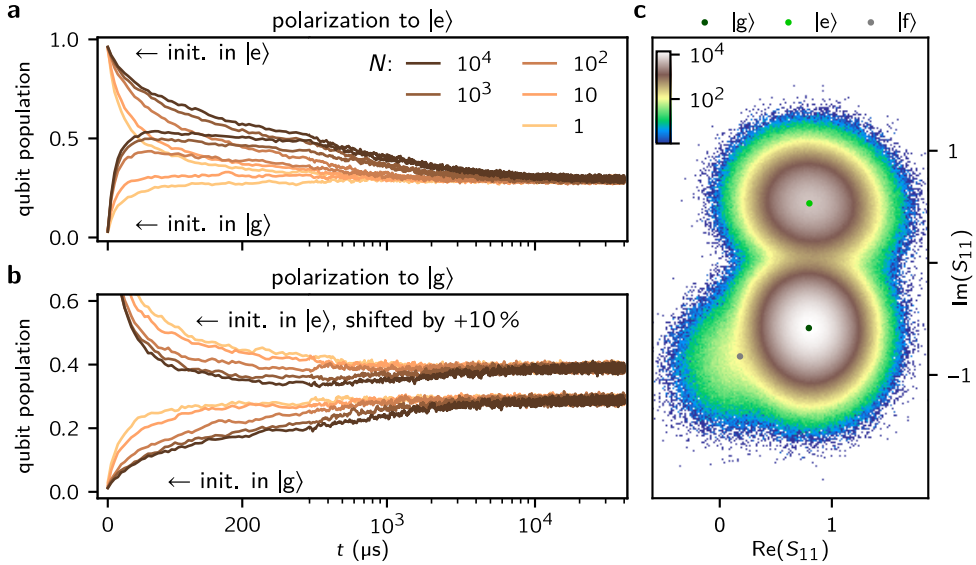 a
polarization to |e⟩
1.0
0.5
0.0
qubit population
← init. in |e⟩
← init. in |g⟩
N:
10⁴
10³
10²
10
1
b
polarization to |g⟩
0.6
0.4
0.2
0.0
qubit population
← init. in |e⟩, shifted by +10 %
← init. in |g⟩
0
200
10³
10⁴
t (µs)
c
|g⟩
|e⟩
|f⟩
10⁴
10²
1
−1
Im(S₁₁)
0
1
Re(S₁₁)